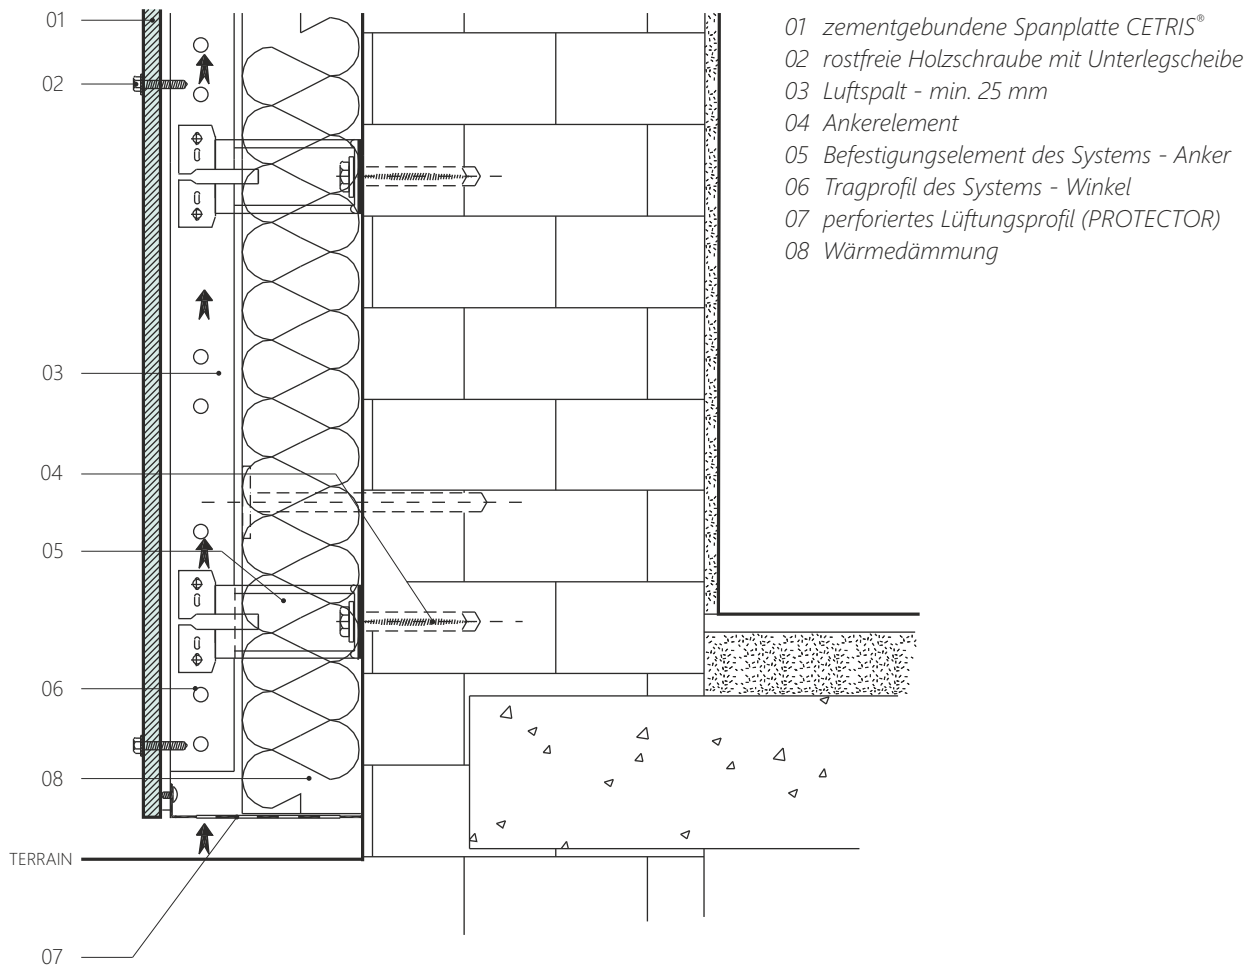 01
02
03
04
05
06
08
TERRAIN
07
01 zementgebundene Spanplatte CETRIS®
02 rostfreie Holzschraube mit Unterlegscheibe
03 Luftspalt - min. 25 mm
04 Ankerelement
05 Befestigungselement des Systems - Anker
06 Tragprofil des Systems - Winkel
07 perforiertes Lüftungsprofil (PROTECTOR)
08 Wärmedämmung